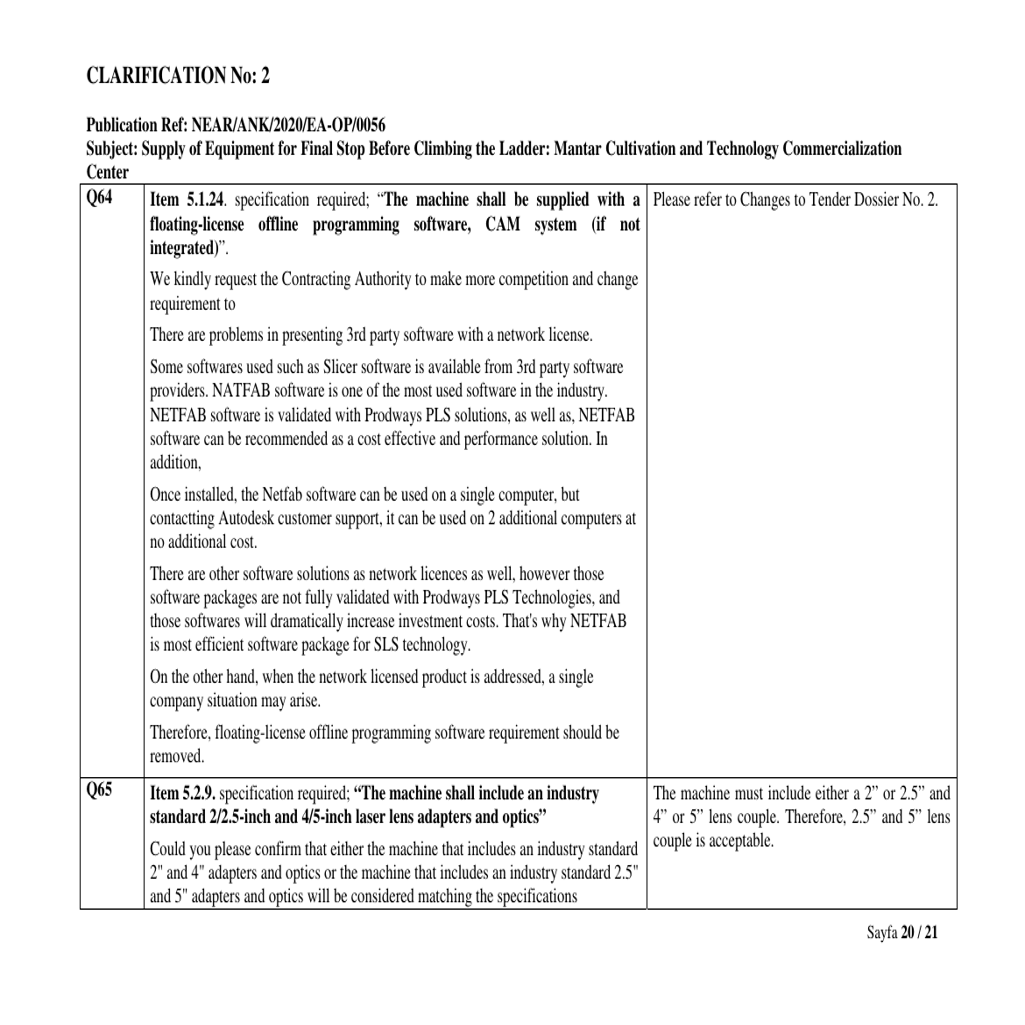 CLARIFICATION No: 2
Publication Ref: NEAR/ANK/2020/EA-OP/0056
Subject: Supply of Equipment for Final Stop Before Climbing the Ladder: Mantar Cultivation and Technology Commercialization
Center
Q64
Item 5.1.24. specification required; “The machine shall be supplied with a
floating-license offline programming software, CAM system (if not
integrated)”.
We kindly request the Contracting Authority to make more competition and change
requirement to
There are problems in presenting 3rd party software with a network license.
Some softwares used such as Slicer software is available from 3rd party software
providers. NATFAB software is one of the most used software in the industry.
NETFAB software is validated with Prodways PLS solutions, as well as, NETFAB
software can be recommended as a cost effective and performance solution. In
addition,
Once installed, the Netfab software can be used on a single computer, but
contactting Autodesk customer support, it can be used on 2 additional computers at
no additional cost.
There are other software solutions as network licences as well, however those
software packages are not fully validated with Prodways PLS Technologies, and
those softwares will dramatically increase investment costs. That's why NETFAB
is most efficient software package for SLS technology.
On the other hand, when the network licensed product is addressed, a single
company situation may arise.
Therefore, floating-license offline programming software requirement should be
removed.
Please refer to Changes to Tender Dossier No. 2.
Q65
Item 5.2.9. specification required; “The machine shall include an industry
standard 2/2.5-inch and 4/5-inch laser lens adapters and optics”
Could you please confirm that either the machine that includes an industry standard
2" and 4" adapters and optics or the machine that includes an industry standard 2.5"
and 5" adapters and optics will be considered matching the specifications
The machine must include either a 2” or 2.5” and
4” or 5” lens couple. Therefore, 2.5” and 5” lens
couple is acceptable.
Sayfa 20 / 21